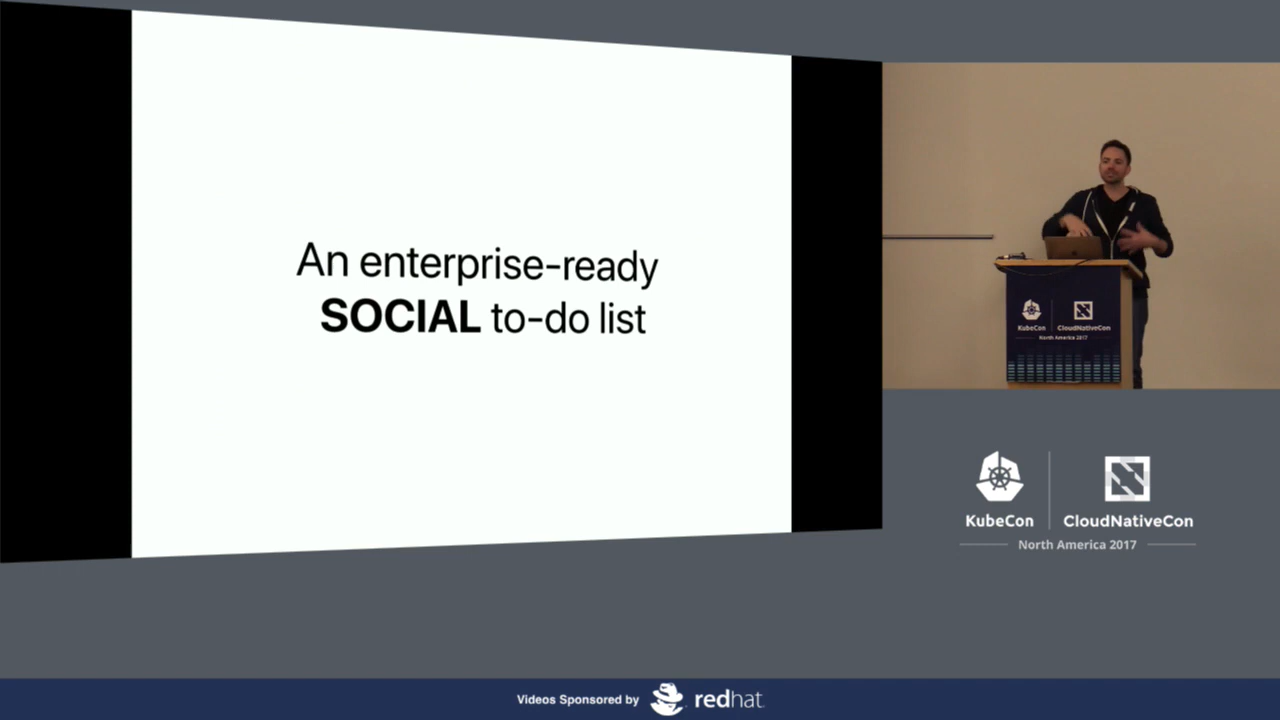 An enterprise-ready
SOCIAL to-do list
KubeCon
CloudNativeCon
North America 2017
KubeCon
CloudNativeCon
North America 2017
Videos Sponsored by
redhat